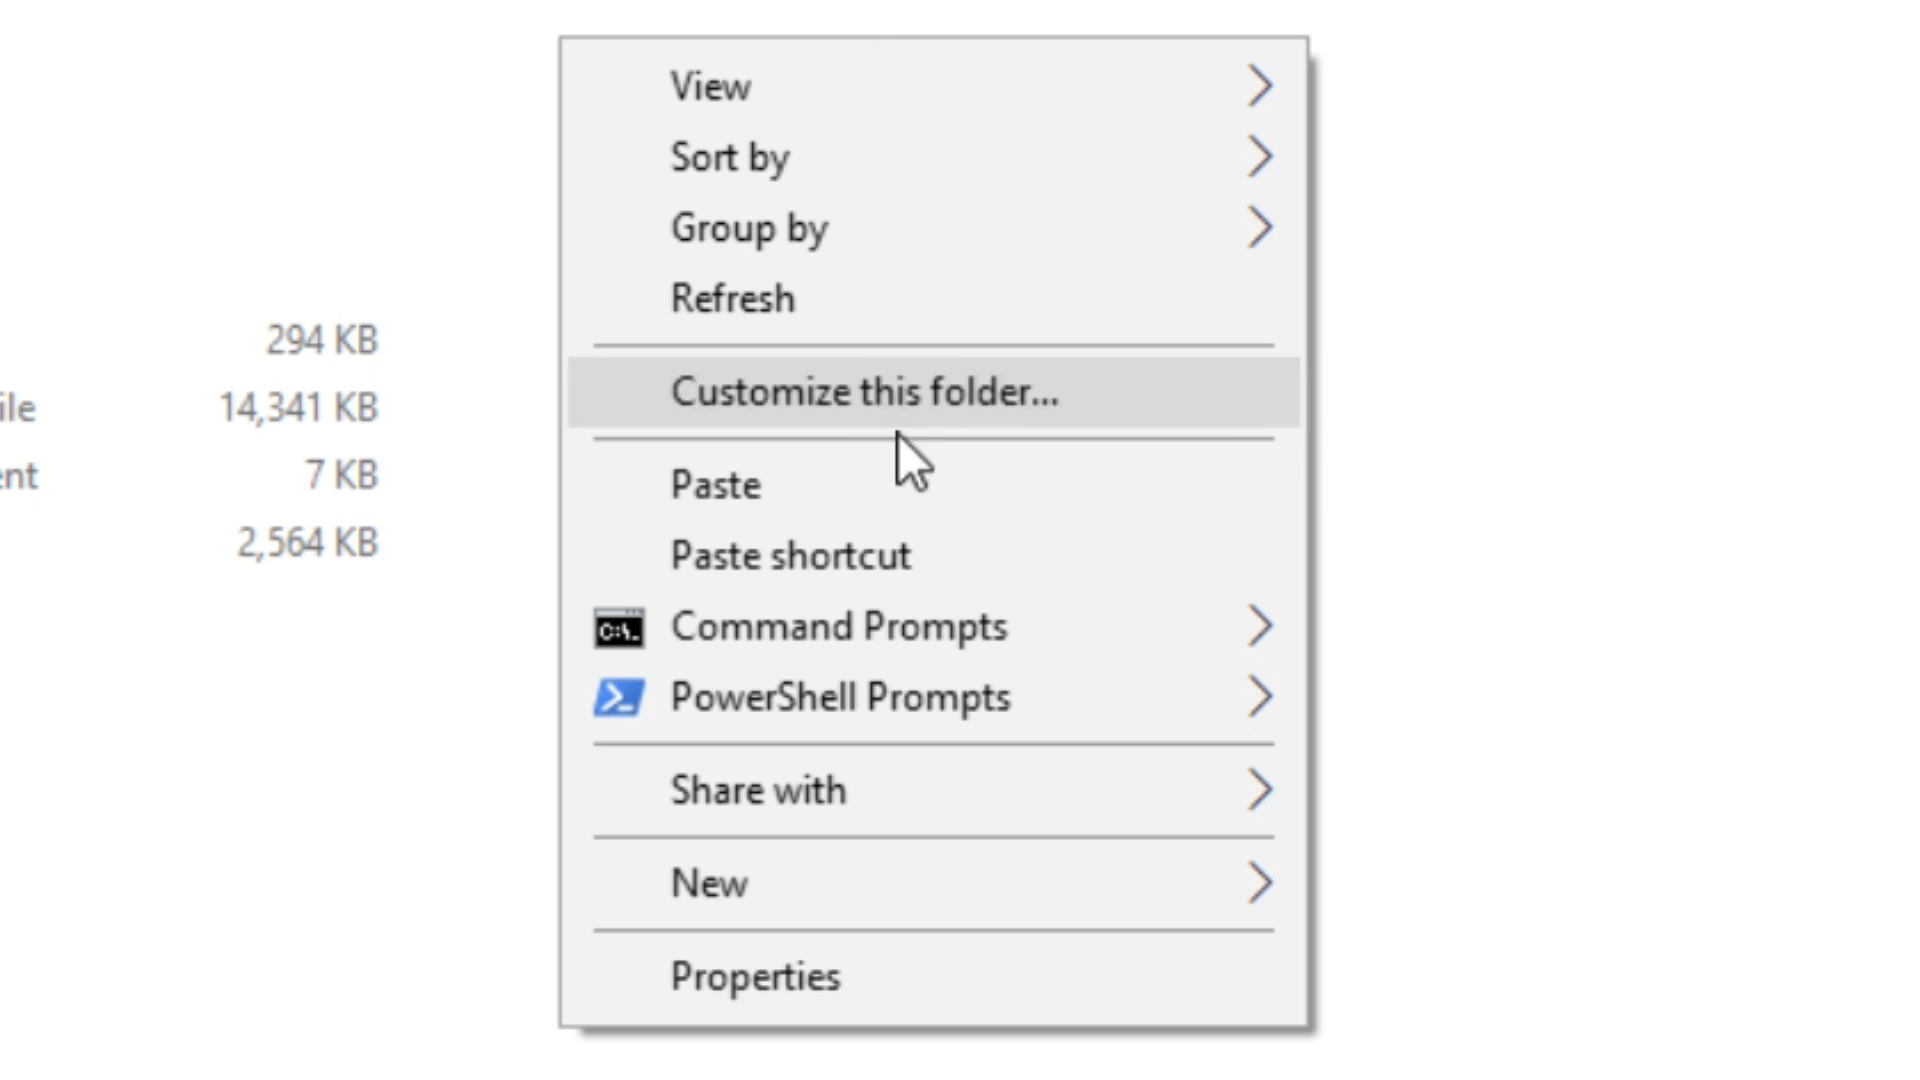 View
Sort by
Group by
Refresh
294 KB
Customize this folder...
ile 14,341 KB
ent 7 KB
Paste
2,564 KB
Paste shortcut
C:\.
Command Prompts
PowerShell Prompts
Share with
New
Properties